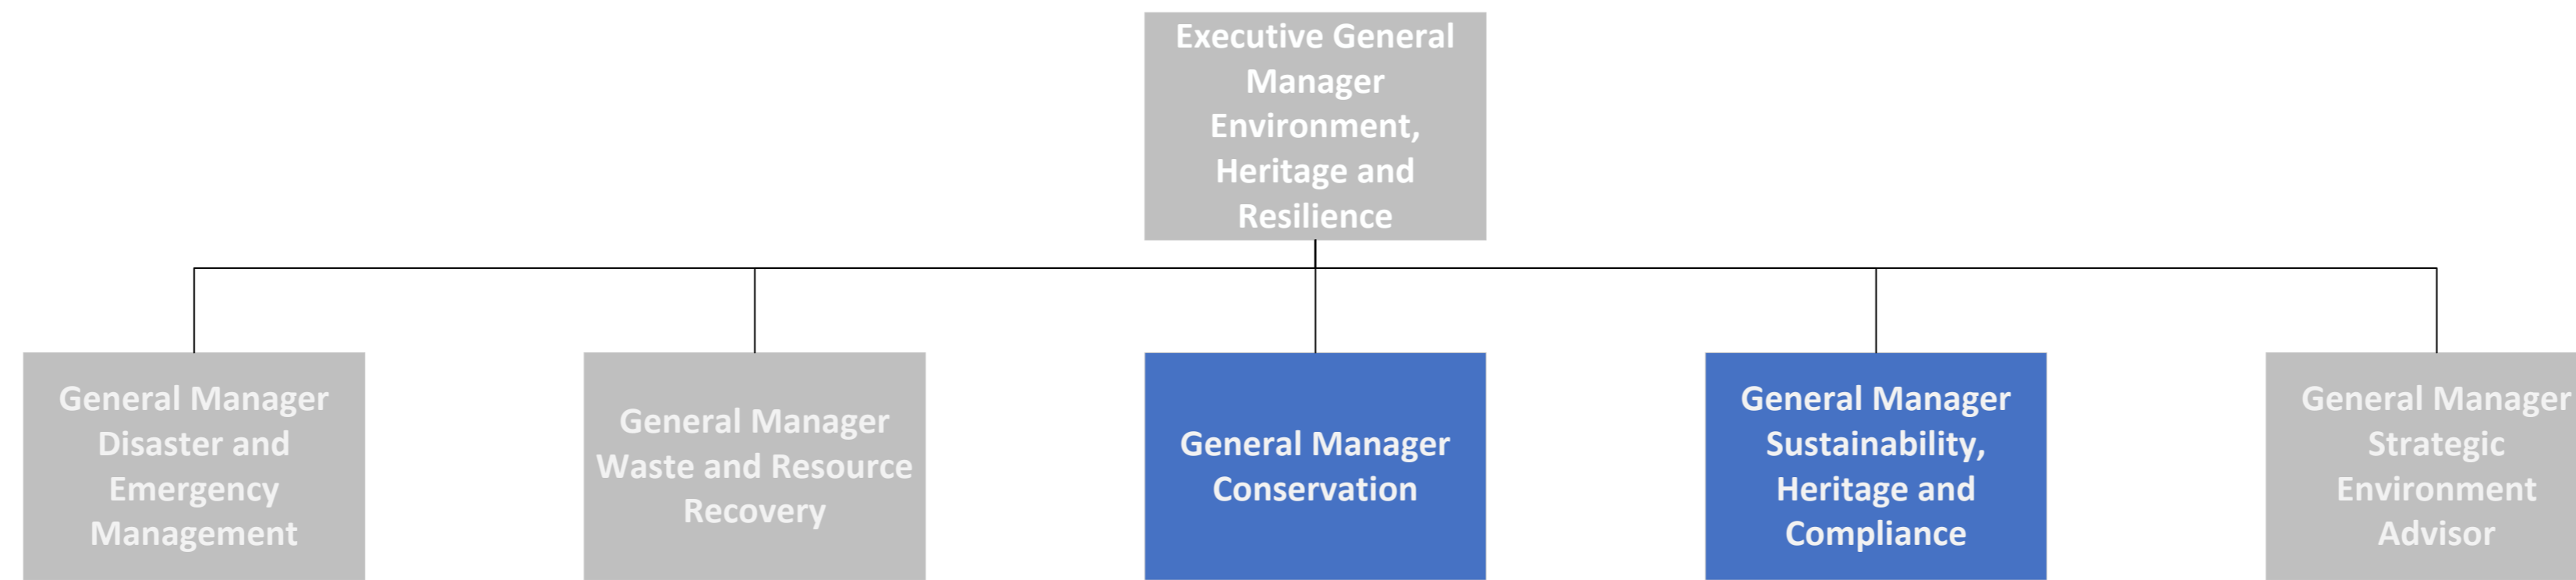 Executive General
Manager
Environment,
Heritage and
Resilience
General Manager
Disaster and
Emergency
Management
General Manager
Waste and Resource
Recovery
General Manager
Conservation
General Manager
Sustainability,
Heritage and
Compliance
General Manager
Strategic
Environment
Advisor